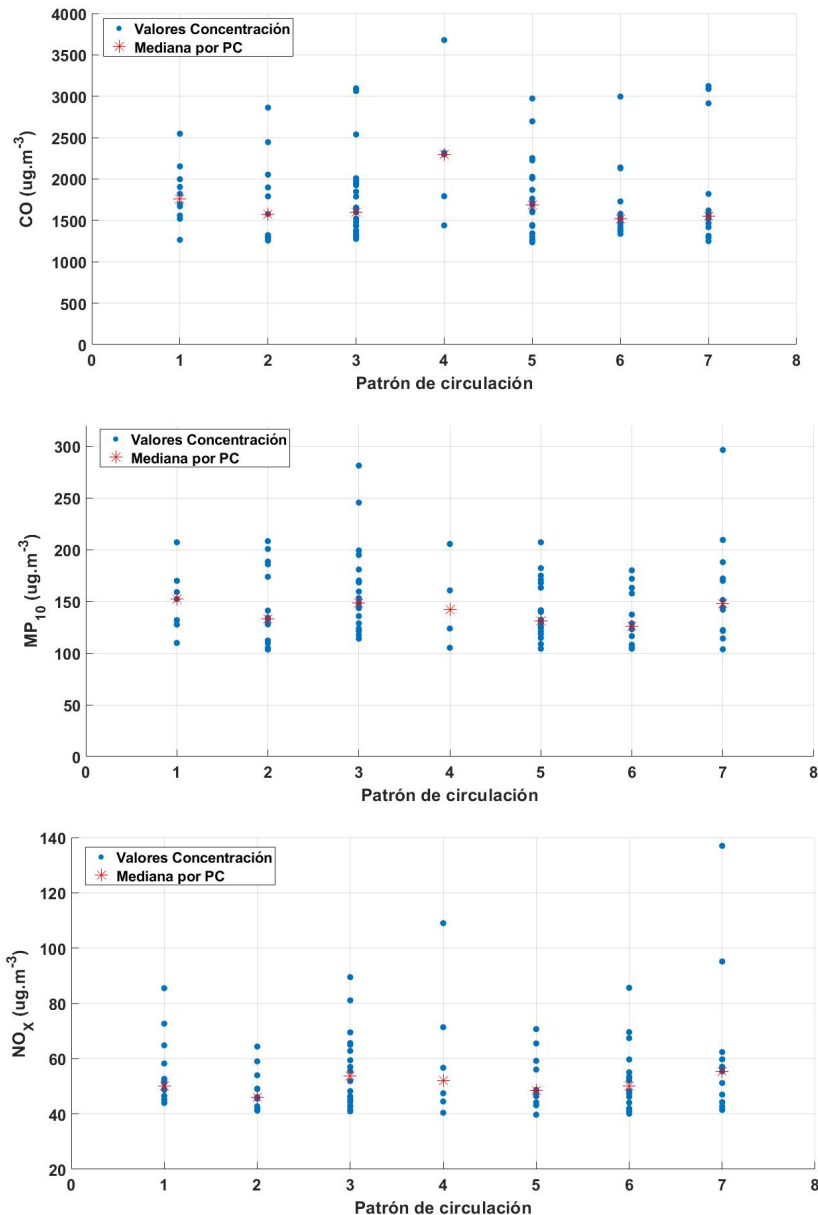 4000
3500
3000
2500
2000
1500
1000
500
0
CO (ug.m-3)
Valores Concentración
Mediana por PC
0 1 2 3 4 5 6 7 8
Patrón de circulación
300
250
200
150
100
50
0
MP10 (ug.m-3)
Valores Concentración
Mediana por PC
0 1 2 3 4 5 6 7 8
Patrón de circulación
140
120
100
80
60
40
20
NOX (ug.m-3)
Valores Concentración
Mediana por PC
0 1 2 3 4 5 6 7 8
Patrón de circulación